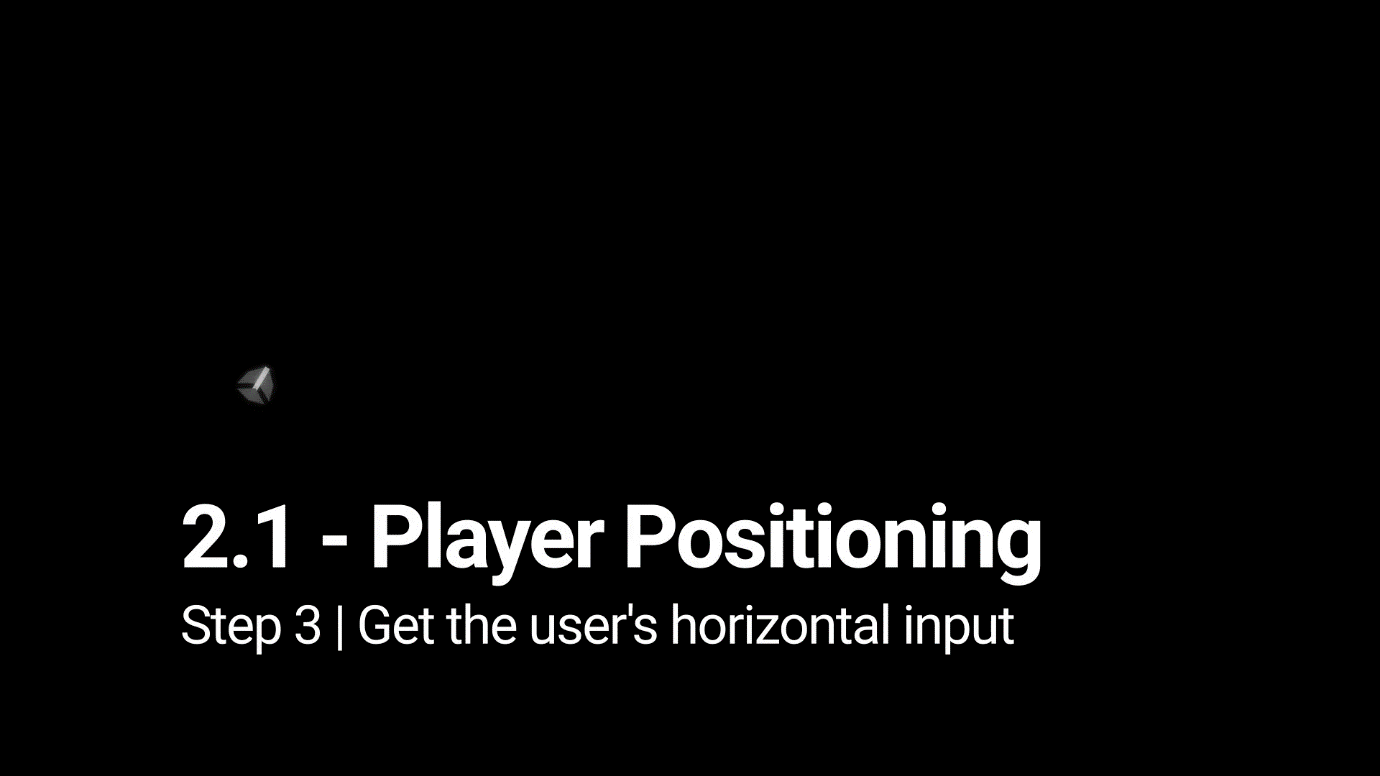 2.1 - Player Positioning
Step 3 | Get the user's horizontal input